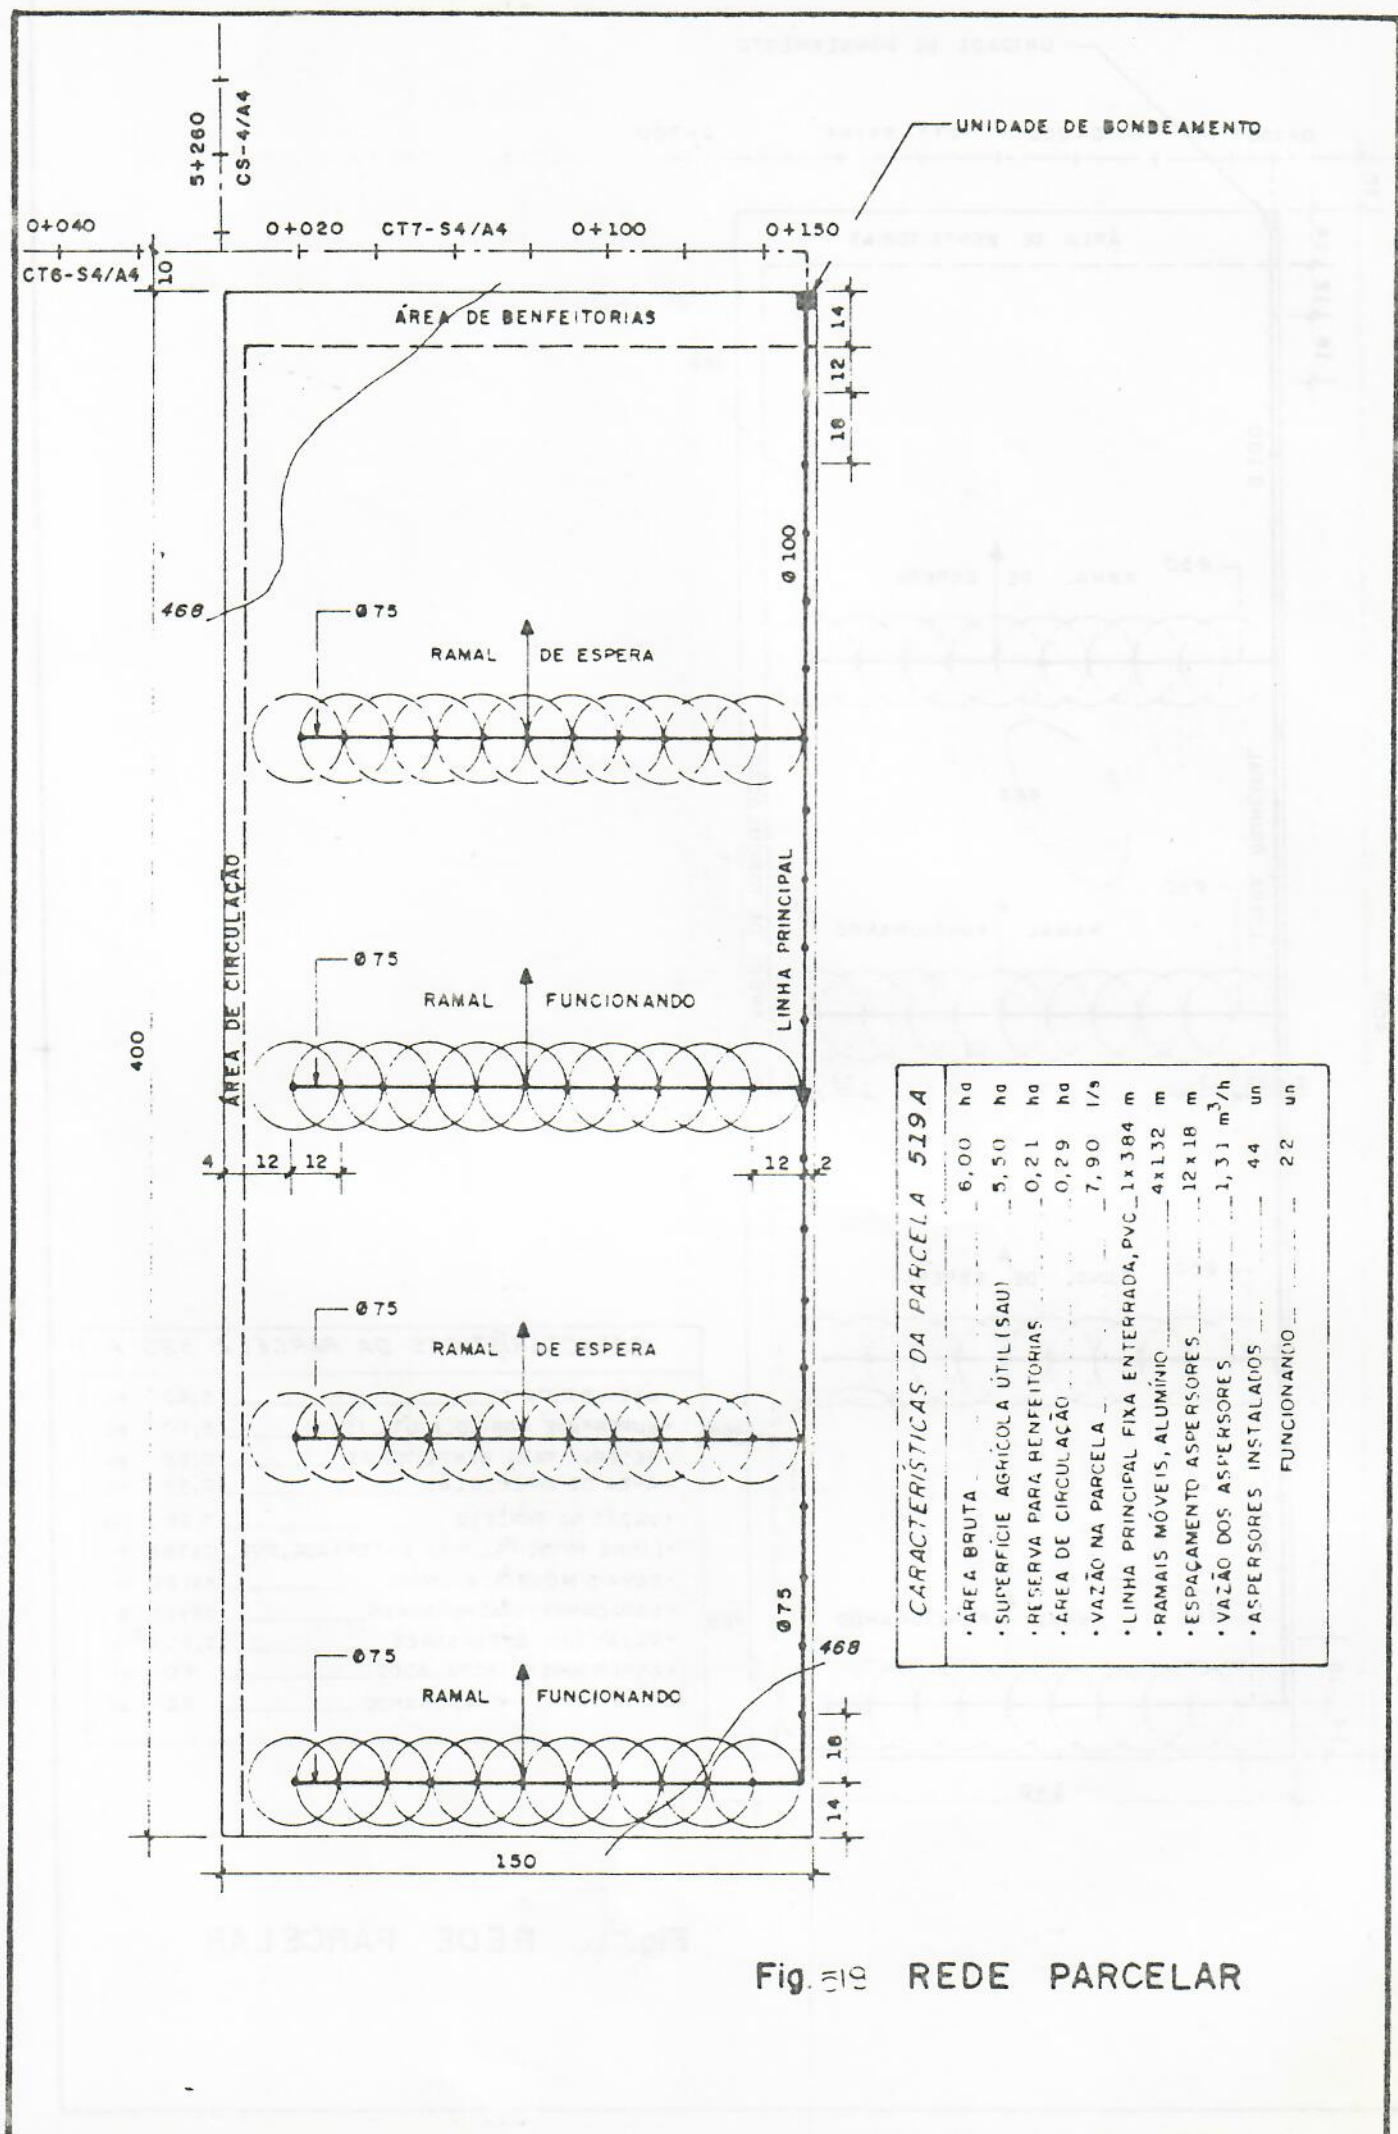 UNIDADE DE BOMBEAMENTO
5+260
CS-4/A4
0+040
0+020
CT7-S4/A4
0+100
0+150
CT6-S4/A4
10
ÁREA DE BENFEITORIAS
14
12
18
Ø 100
468
Ø 75
RAMAL DE ESPERA
ÁREA DE CIRCULAÇÃO
LINHA PRINCIPAL
Ø 75
RAMAL FUNCIONANDO
400
4
12
12
12
2
Ø 75
RAMAL DE ESPERA
Ø 75
Ø 75
RAMAL FUNCIONANDO
468
18
14
150
CARACTERÍSTICAS DA PARCELA 519 A
• ÁREA BRUTA 6,00 ha
• SUPERFÍCIE AGRÍCOLA ÚTIL (SAU) 5,50 ha
• RESERVA PARA BENFEITORIAS 0,21 ha
• ÁREA DE CIRCULAÇÃO 0,29 ha
• VAZÃO NA PARCELA 7,90 l/s
• LINHA PRINCIPAL FIXA ENTERRADA, PVC 1x384 m
• RAMAIS MÓVEIS, ALUMÍNIO 4x132 m
• ESPAÇAMENTO ASPERSORES 12x18 m
• VAZÃO DOS ASPERSORES 1,31 m³/h
• ASPERSORES INSTALADOS 44 un
FUNCIONANDO 22 un
Fig. 519 REDE PARCELAR